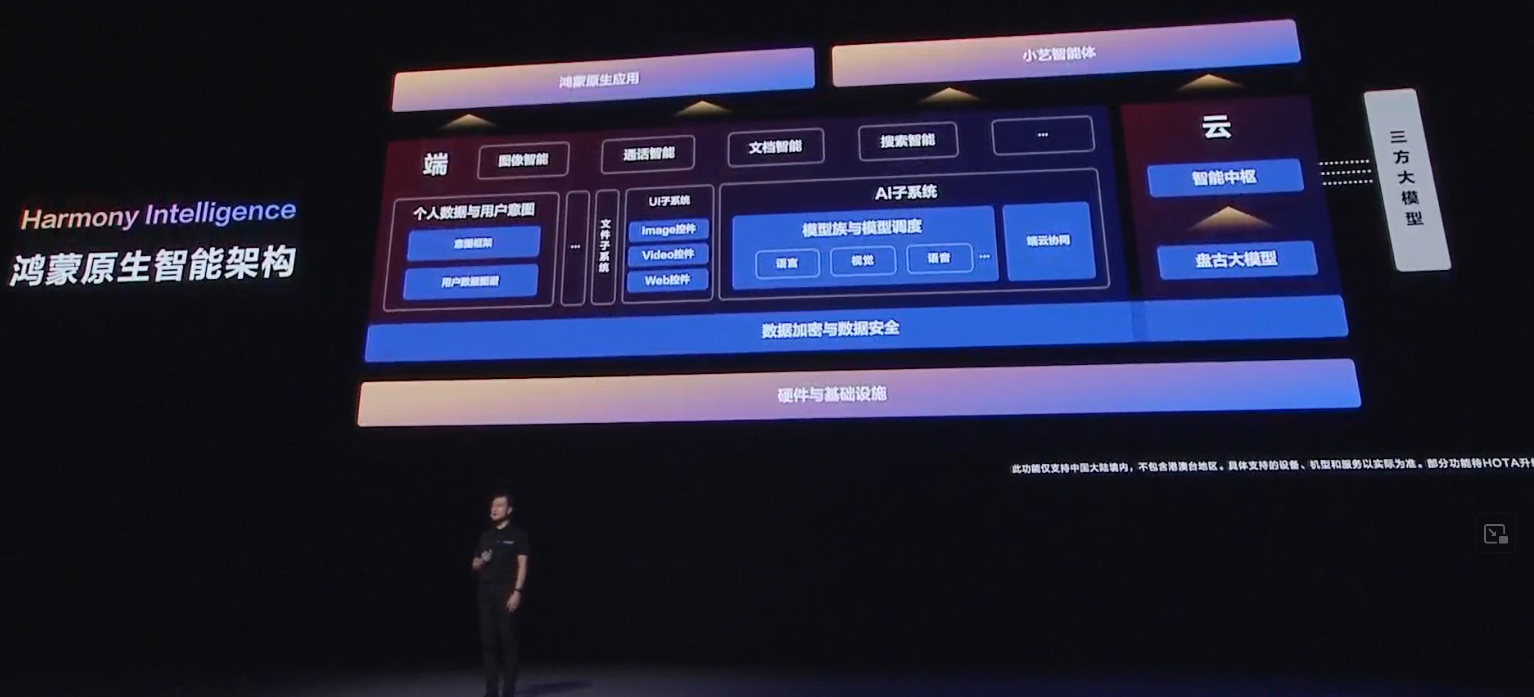 Harmony Intelligence
鸿蒙原生智能架构
鸿蒙原生应用
小艺智能体
端
图像智能
通话智能
文档智能
搜索智能
...
个人数据与用户意图
意图框架
用户数据图谱
...
文件子系统
UI子系统
Image控件
Video控件
Web控件
AI子系统
模型族与模型调度
语言
视觉
语音
...
端云协同
云
智能中枢
盘古大模型
三方大模型
数据加密与数据安全
硬件与基础设施
此功能仅支持中国大陆境内，不包含港澳台地区。具体支持的设备、机型和服务以实际为准。部分功能待HOTA升